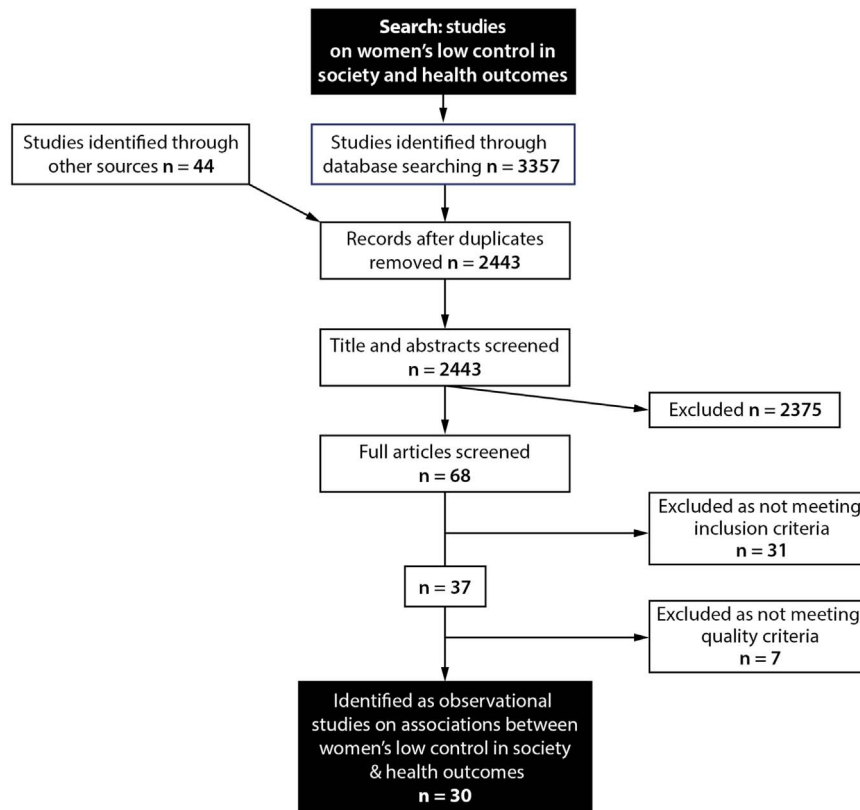 Search: studies
on women's low control in
society and health outcomes
Studies identified through
other sources n = 44
Studies identified through
database searching n = 3357
Records after duplicates
removed n = 2443
Title and abstracts screened
n = 2443
Excluded n = 2375
Full articles screened
n = 68
Excluded as not meeting
inclusion criteria
n = 31
n = 37
Excluded as not meeting
quality criteria
n = 7
Identified as observational
studies on associations between
women's low control in society
& health outcomes
n = 30